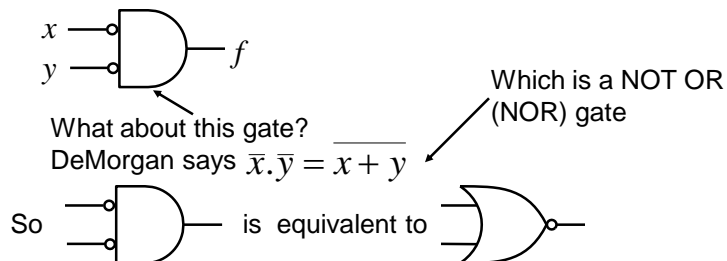 x
y
f
Which is a NOT OR
(NOR) gate
What about this gate?
DeMorgan says x̅.y̅ = x̅ ̅+̅ ̅y̅
So is equivalent to